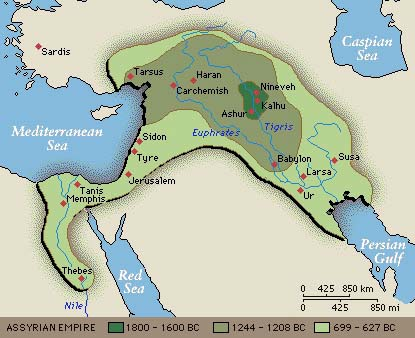 Caspian
Sea
Sardis
Tarsus
Haran
Carchemish
Nineveh
Kalhu
Ashur
Mediterranean
Sea
Sidon
Euphrates
Tigris
Tyre
Babylon
Susa
Larsa
Jerusalem
Tanis
Ur
Memphis
Persian
Gulf
Thebes
Red
Sea
Nile
0 425 850 km
0 425 850 mi
ASSYRIAN EMPIRE 1800 - 1600 BC 1244 - 1208 BC 699 - 627 BC